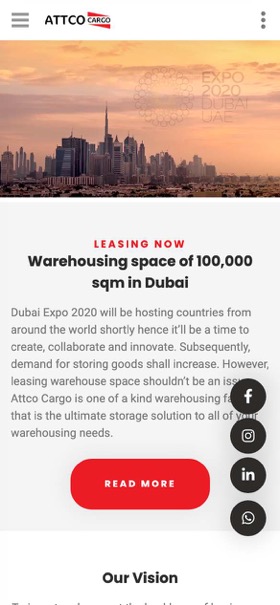 ATTCO CARGO
EXPO
2020
DUBAI
UAE
LEASING NOW
Warehousing space of 100,000
sqm in Dubai
Dubai Expo 2020 will be hosting countries from
around the world shortly hence it'll be a time to
create, collaborate and innovate. Subsequently,
demand for storing goods shall increase. However,
leasing warehouse space shouldn't be an
Attco Cargo is one of a kind warehousing
that is the ultimate storage solution to all of your
warehousing needs.
READ MORE
Our Vision